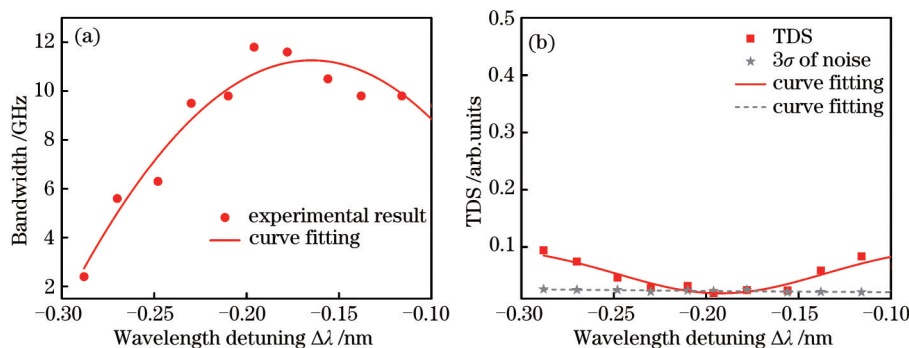 (a)
12
10
8
6
4
2
Bandwidth /GHz
experimental result
curve fitting
−0.30
−0.25
−0.20
−0.15
−0.10
Wavelength detuning Δλ /nm
(b)
0.5
0.4
0.3
0.2
0.1
TDS /arb.units
TDS
3σ of noise
curve fitting
curve fitting
−0.30
−0.25
−0.20
−0.15
−0.10
Wavelength detuning Δλ /nm